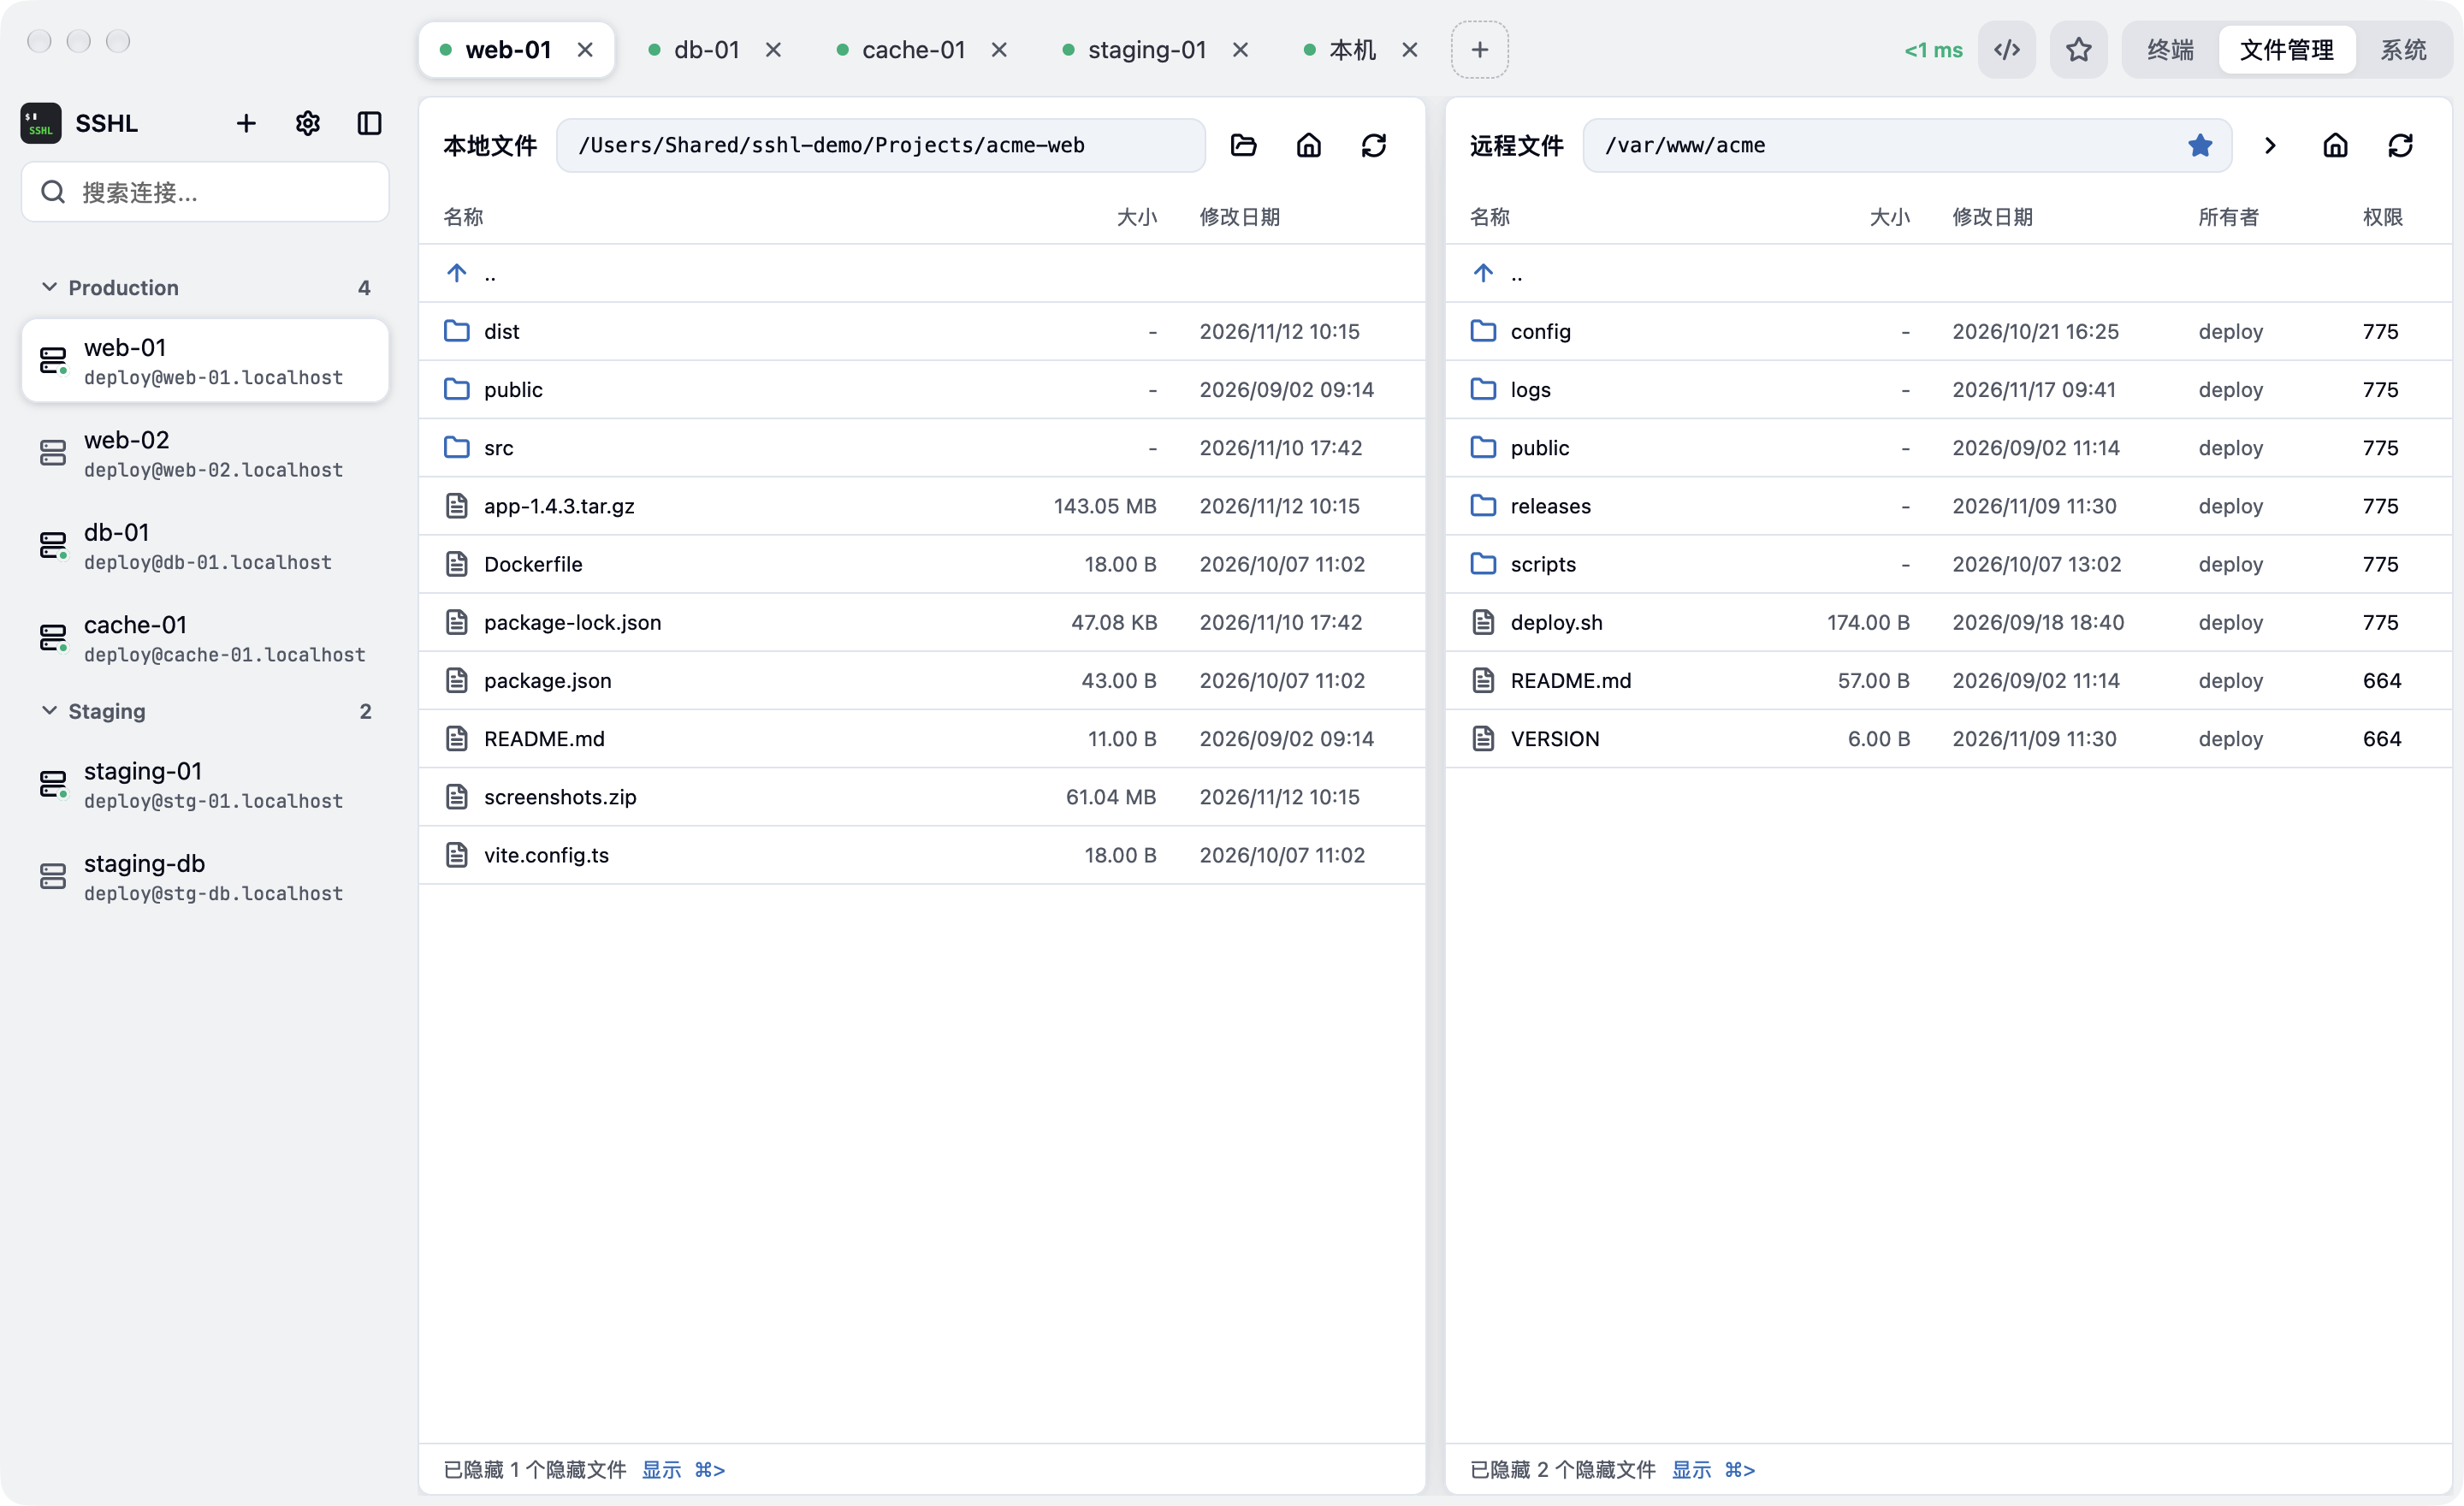 web-01
db-01
cache-01
staging-01
本机
<1 ms
终端
文件管理
系统
$
SSHL
SSHL
搜索连接...
Production 4
web-01
deploy@web-01.localhost
web-02
deploy@web-02.localhost
db-01
deploy@db-01.localhost
cache-01
deploy@cache-01.localhost
Staging 2
staging-01
deploy@stg-01.localhost
staging-db
deploy@stg-db.localhost
本地文件 /Users/Shared/sshl-demo/Projects/acme-web
名称 大小 修改日期
..
dist - 2026/11/12 10:15
public - 2026/09/02 09:14
src - 2026/11/10 17:42
app-1.4.3.tar.gz 143.05 MB 2026/11/12 10:15
Dockerfile 18.00 B 2026/10/07 11:02
package-lock.json 47.08 KB 2026/11/10 17:42
package.json 43.00 B 2026/10/07 11:02
README.md 11.00 B 2026/09/02 09:14
screenshots.zip 61.04 MB 2026/11/12 10:15
vite.config.ts 18.00 B 2026/10/07 11:02
已隐藏 1 个隐藏文件 显示 ⌘>
远程文件 /var/www/acme
名称 大小 修改日期 所有者 权限
..
config - 2026/10/21 16:25 deploy 775
logs - 2026/11/17 09:41 deploy 775
public - 2026/09/02 11:14 deploy 775
releases - 2026/11/09 11:30 deploy 775
scripts - 2026/10/07 13:02 deploy 775
deploy.sh 174.00 B 2026/09/18 18:40 deploy 775
README.md 57.00 B 2026/09/02 11:14 deploy 664
VERSION 6.00 B 2026/11/09 11:30 deploy 664
已隐藏 2 个隐藏文件 显示 ⌘>